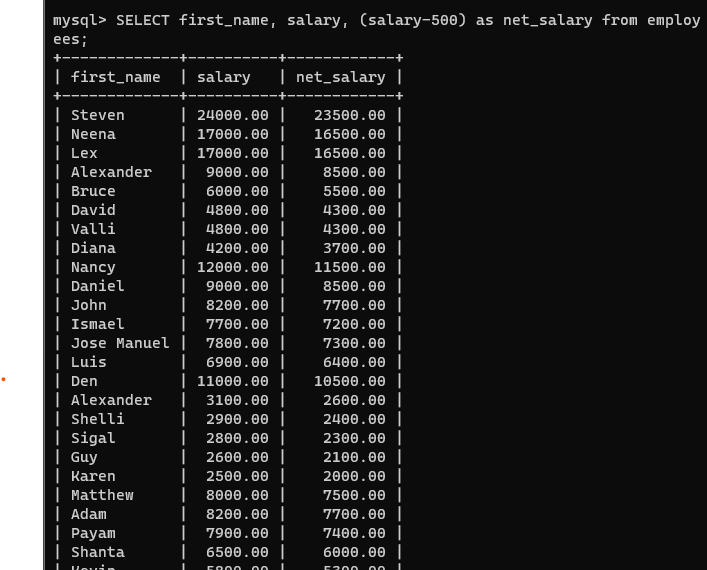 mysql> SELECT first_name, salary, (salary-500) as net_salary from employ
ees;
+-------------+----------+------------+
| first_name  | salary   | net_salary |
+-------------+----------+------------+
| Steven      | 24000.00 |   23500.00 |
| Neena       | 17000.00 |   16500.00 |
| Lex         | 17000.00 |   16500.00 |
| Alexander   |  9000.00 |    8500.00 |
| Bruce       |  6000.00 |    5500.00 |
| David       |  4800.00 |    4300.00 |
| Valli       |  4800.00 |    4300.00 |
| Diana       |  4200.00 |    3700.00 |
| Nancy       | 12000.00 |   11500.00 |
| Daniel      |  9000.00 |    8500.00 |
| John        |  8200.00 |    7700.00 |
| Ismael      |  7700.00 |    7200.00 |
| Jose Manuel |  7800.00 |    7300.00 |
| Luis        |  6900.00 |    6400.00 |
| Den         | 11000.00 |   10500.00 |
| Alexander   |  3100.00 |    2600.00 |
| Shelli      |  2900.00 |    2400.00 |
| Sigal       |  2800.00 |    2300.00 |
| Guy         |  2600.00 |    2100.00 |
| Karen       |  2500.00 |    2000.00 |
| Matthew     |  8000.00 |    7500.00 |
| Adam        |  8200.00 |    7700.00 |
| Payam       |  7900.00 |    7400.00 |
| Shanta      |  6500.00 |    6000.00 |
| Kevin       |  5800.00 |    5300.00 |